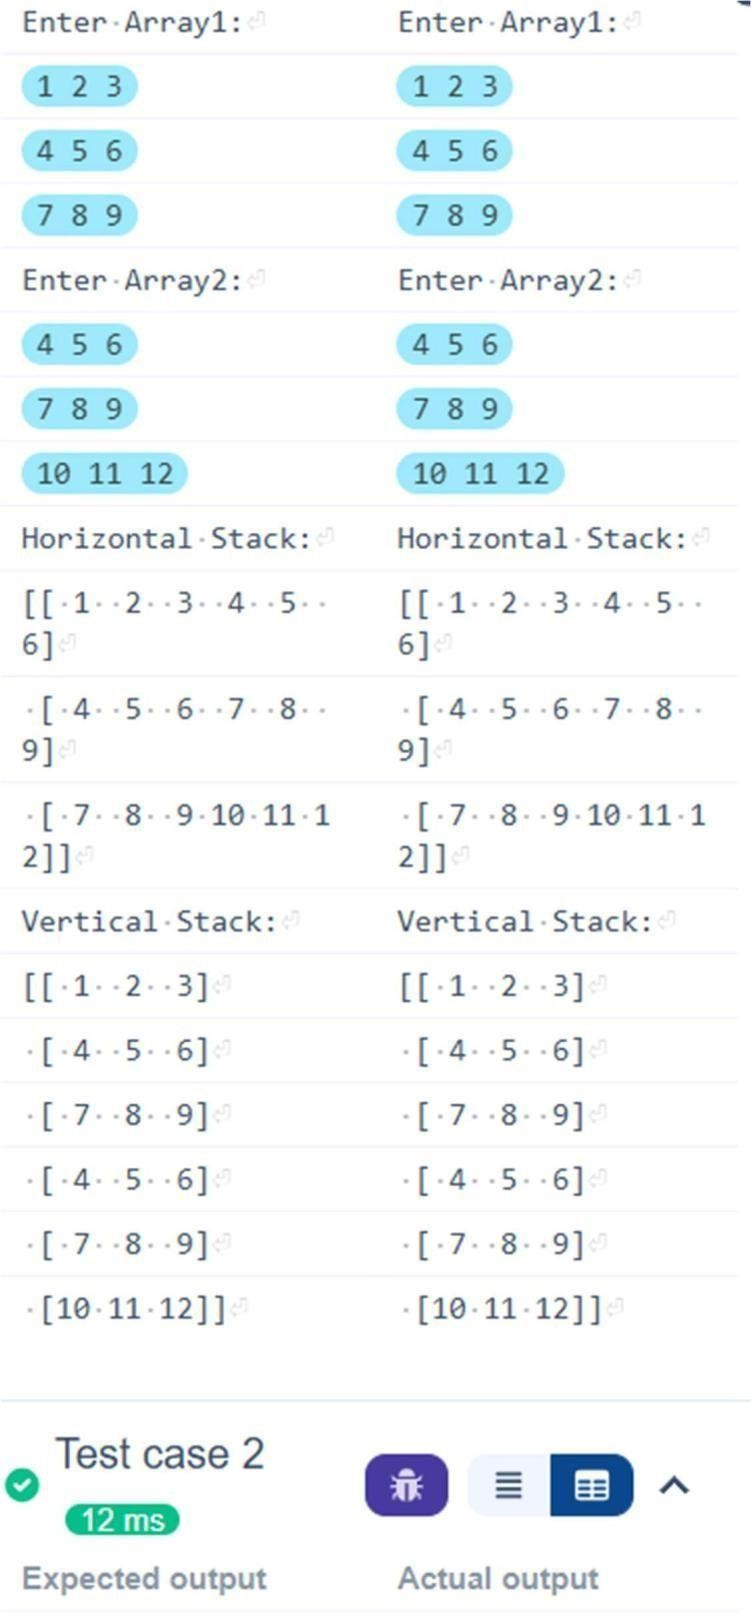 Enter·Array1:⏎ Enter·Array1:⏎
1 2 3 1 2 3
4 5 6 4 5 6
7 8 9 7 8 9
Enter·Array2:⏎ Enter·Array2:⏎
4 5 6 4 5 6
7 8 9 7 8 9
10 11 12 10 11 12
Horizontal·Stack:⏎ Horizontal·Stack:⏎
[[·1··2··3··4··5·· [[·1··2··3··4··5··
6]⏎ 6]⏎
·[·4··5··6··7··8·· ·[·4··5··6··7··8··
9]⏎ 9]⏎
·[·7··8··9·10·11·1 ·[·7··8··9·10·11·1
2]]⏎ 2]]⏎
Vertical·Stack:⏎ Vertical·Stack:⏎
[[·1··2··3]⏎ [[·1··2··3]⏎
·[·4··5··6]⏎ ·[·4··5··6]⏎
·[·7··8··9]⏎ ·[·7··8··9]⏎
·[·4··5··6]⏎ ·[·4··5··6]⏎
·[·7··8··9]⏎ ·[·7··8··9]⏎
·[10·11·12]]⏎ ·[10·11·12]]⏎
Test case 2
12 ms
Expected output Actual output